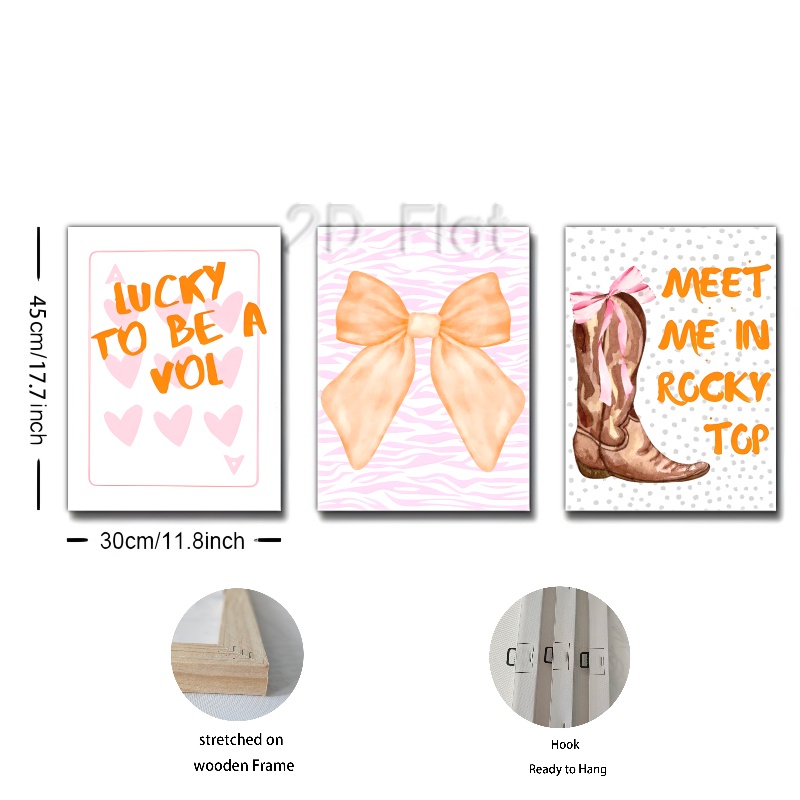 2D Flat
LUCKY
TO BE A
VOL
A
A
MEET
ME IN
ROCKY
TOP
45cm/17.7inch
30cm/11.8inch
stretched on
wooden Frame
Hook
Ready to Hang